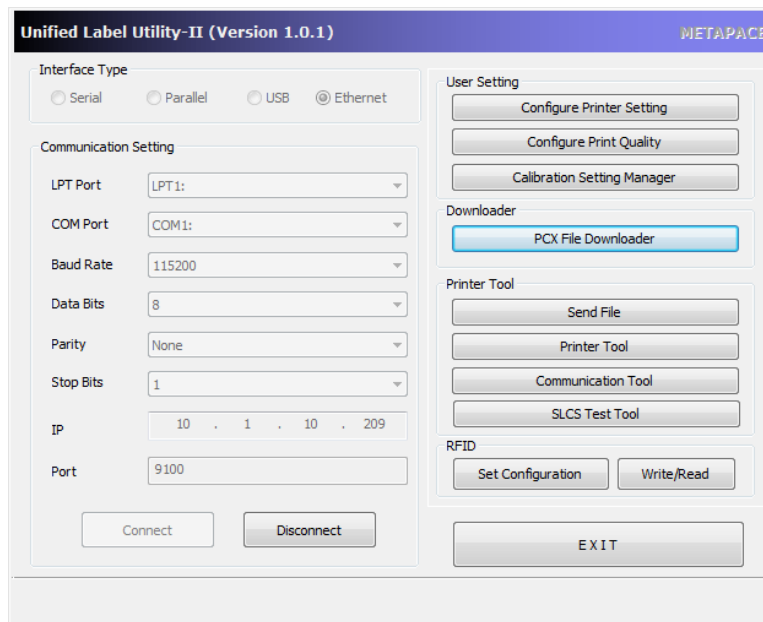 Unified Label Utility-II (Version 1.0.1)
METAPACE
Interface Type
Serial
Parallel
USB
Ethernet
Communication Setting
LPT Port
LPT1:
COM Port
COM1:
Baud Rate
115200
Data Bits
8
Parity
None
Stop Bits
1
IP
10 . 1 . 10 . 209
Port
9100
Connect
Disconnect
User Setting
Configure Printer Setting
Configure Print Quality
Calibration Setting Manager
Downloader
PCX File Downloader
Printer Tool
Send File
Printer Tool
Communication Tool
SLCS Test Tool
RFID
Set Configuration
Write/Read
EXIT